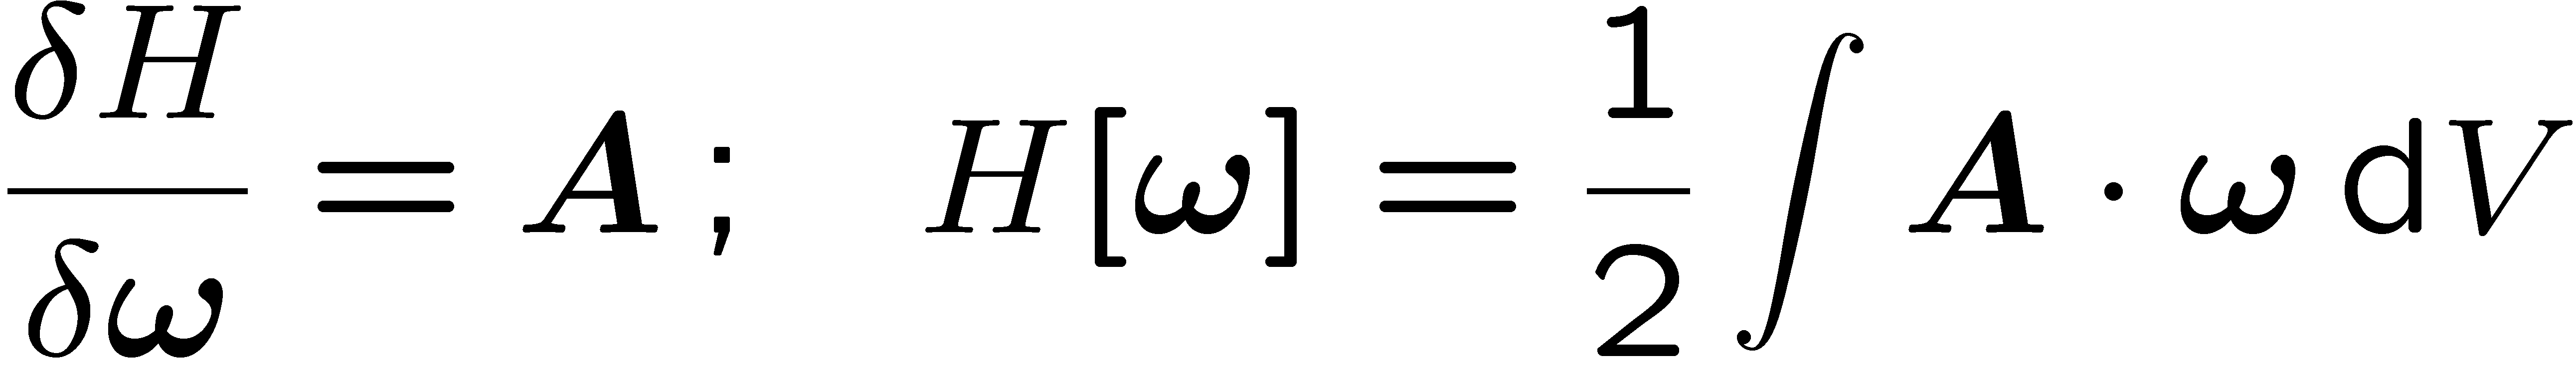 δH/δω = A ; H[ω] = 1/2 ∫ A · ω dV